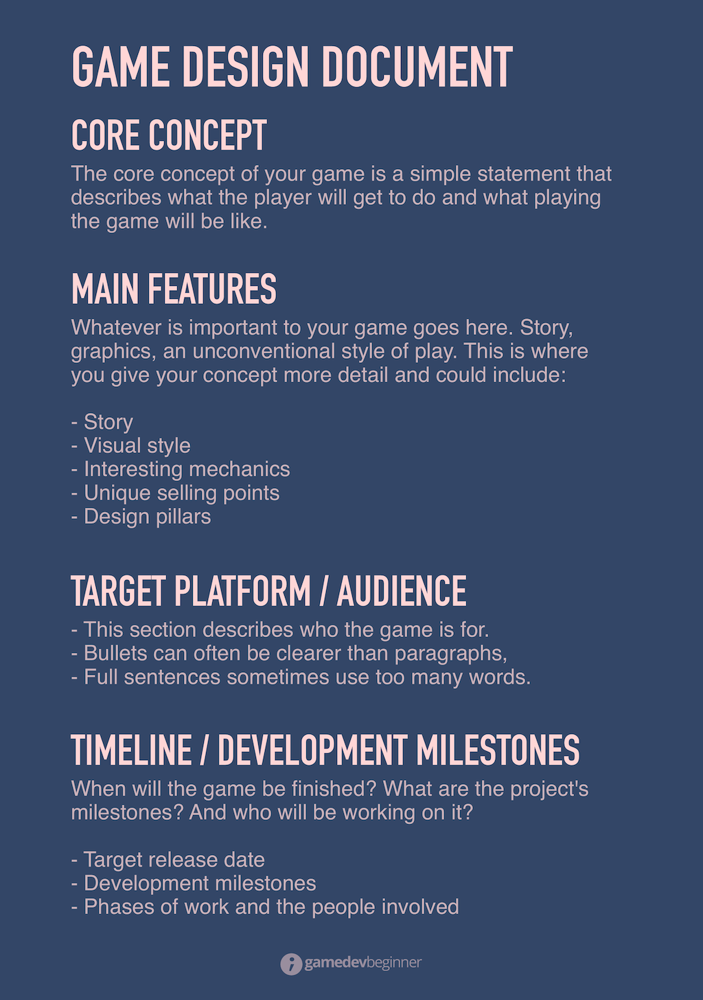 GAME DESIGN DOCUMENT
CORE CONCEPT
The core concept of your game is a simple statement that
describes what the player will get to do and what playing
the game will be like.
MAIN FEATURES
Whatever is important to your game goes here. Story,
graphics, an unconventional style of play. This is where
you give your concept more detail and could include:
- Story
- Visual style
- Interesting mechanics
- Unique selling points
- Design pillars
TARGET PLATFORM / AUDIENCE
- This section describes who the game is for.
- Bullets can often be clearer than paragraphs,
- Full sentences sometimes use too many words.
TIMELINE / DEVELOPMENT MILESTONES
When will the game be finished? What are the project's
milestones? And who will be working on it?
- Target release date
- Development milestones
- Phases of work and the people involved
gamedevbeginner